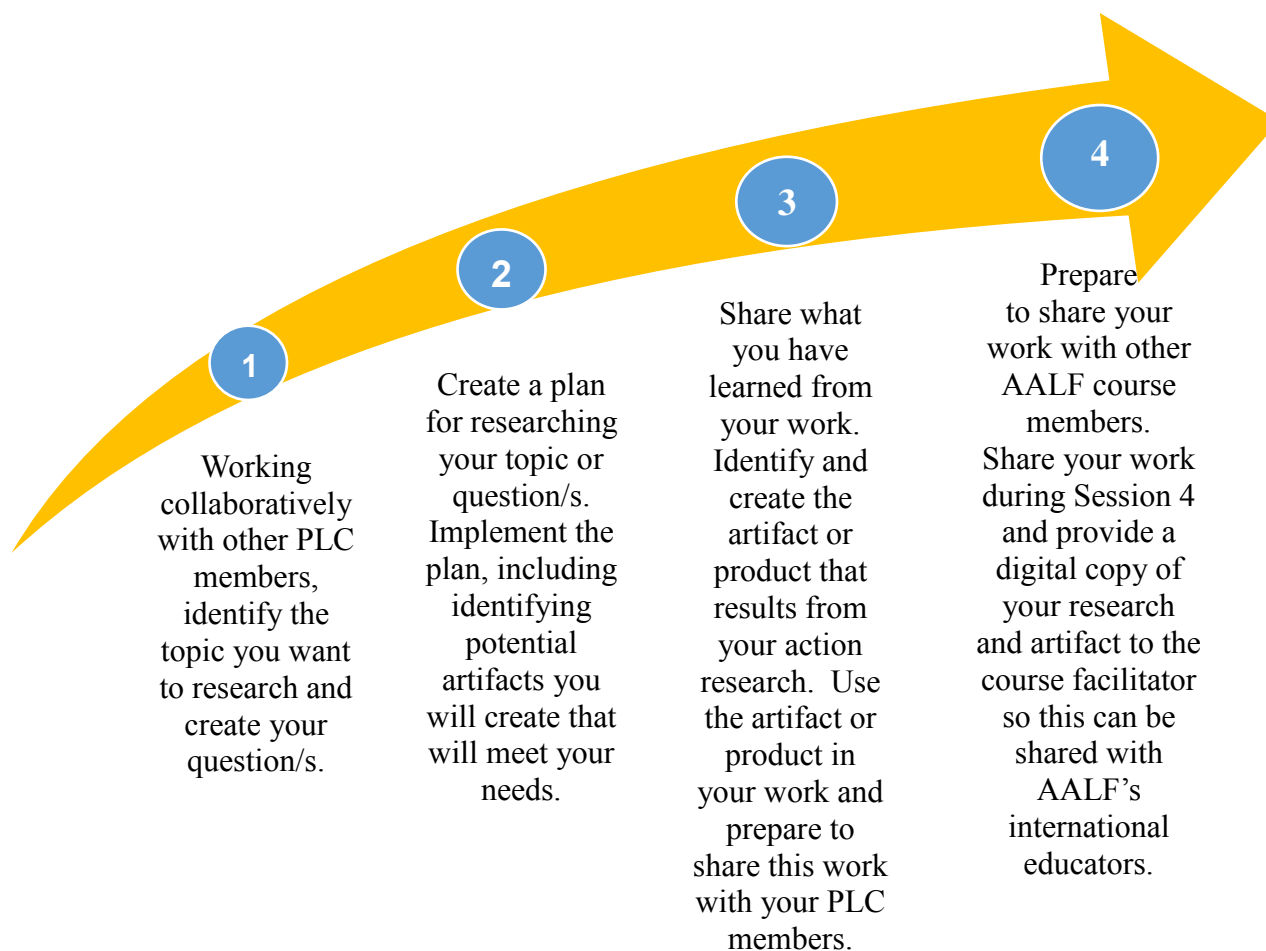 1
Working
collaboratively
with other PLC
members,
identify the
topic you want
to research and
create your
question/s.
2
Create a plan
for researching
your topic or
question/s.
Implement the
plan, including
identifying
potential
artifacts you
will create that
will meet your
needs.
3
Share what
you have
learned from
your work.
Identify and
create the
artifact or
product that
results from
your action
research.  Use
the artifact or
product in
your work and
prepare to
share this work
with your PLC
members.
4
Prepare
to share your
work with other
AALF course
members.
Share your work
during Session 4
and provide a
digital copy of
your research
and artifact to the
course facilitator
so this can be
shared with
AALF’s
international
educators.